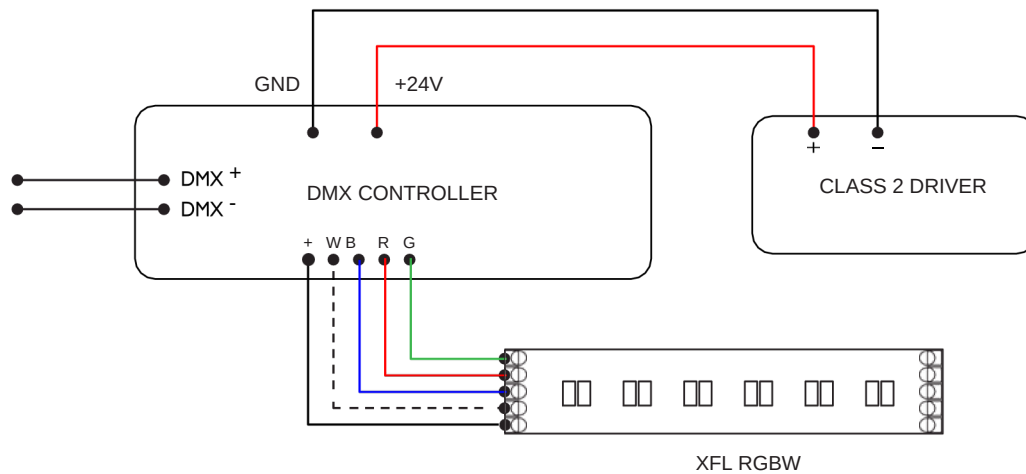 GND
+24V
DMX +
DMX -
DMX CONTROLLER
+ W B R G
+ −
CLASS 2 DRIVER
XFL RGBW